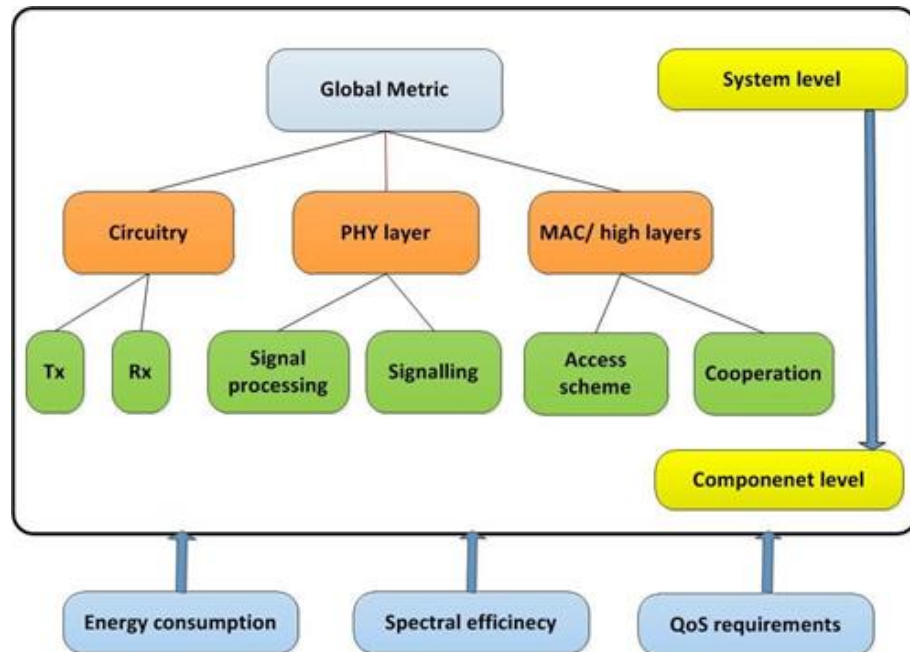 Global Metric
System level
Circuitry
PHY layer
MAC/ high layers
Tx
Rx
Signal
processing
Signalling
Access
scheme
Cooperation
Componenet level
Energy consumption
Spectral efficinecy
QoS requirements